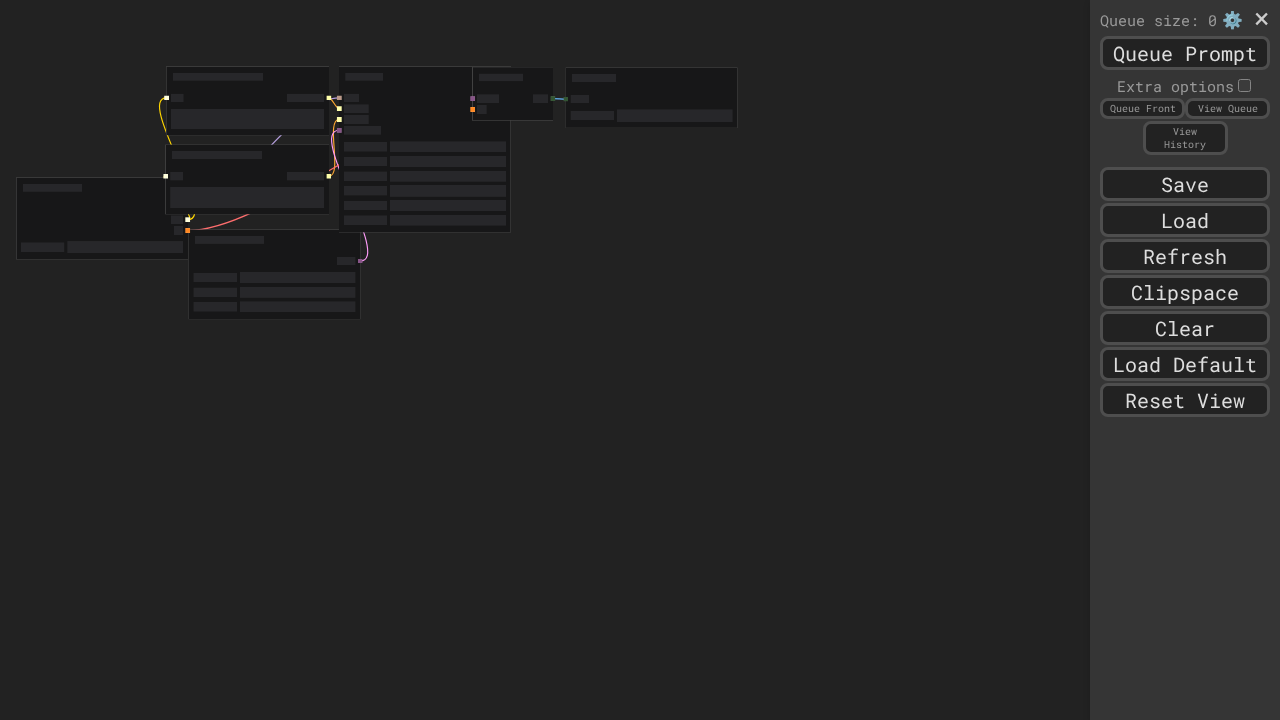 Queue size: 0
Queue Prompt
Extra options
Queue Front
View Queue
View
History
Save
Load
Refresh
Clipspace
Clear
Load Default
Reset View